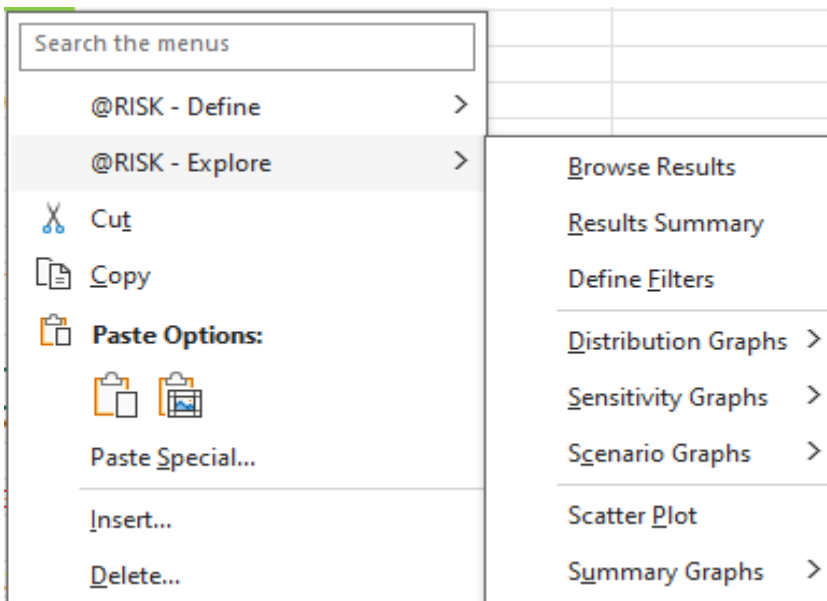 Search the menus
@RISK - Define
@RISK - Explore
Cut
Copy
Paste Options:
Paste Special...
Insert...
Delete...
Browse Results
Results Summary
Define Filters
Distribution Graphs
Sensitivity Graphs
Scenario Graphs
Scatter Plot
Summary Graphs